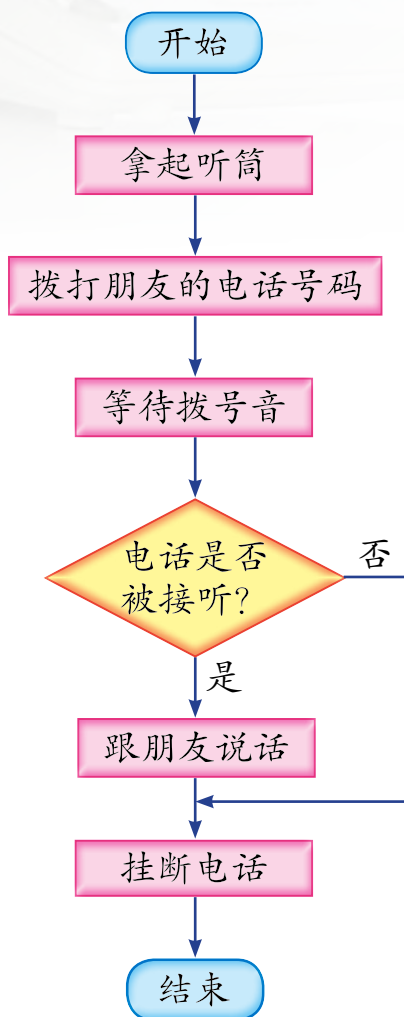 开始
拿起听筒
拨打朋友的电话号码
等待拨号音
电话是否
被接听?
否
是
跟朋友说话
挂断电话
结束